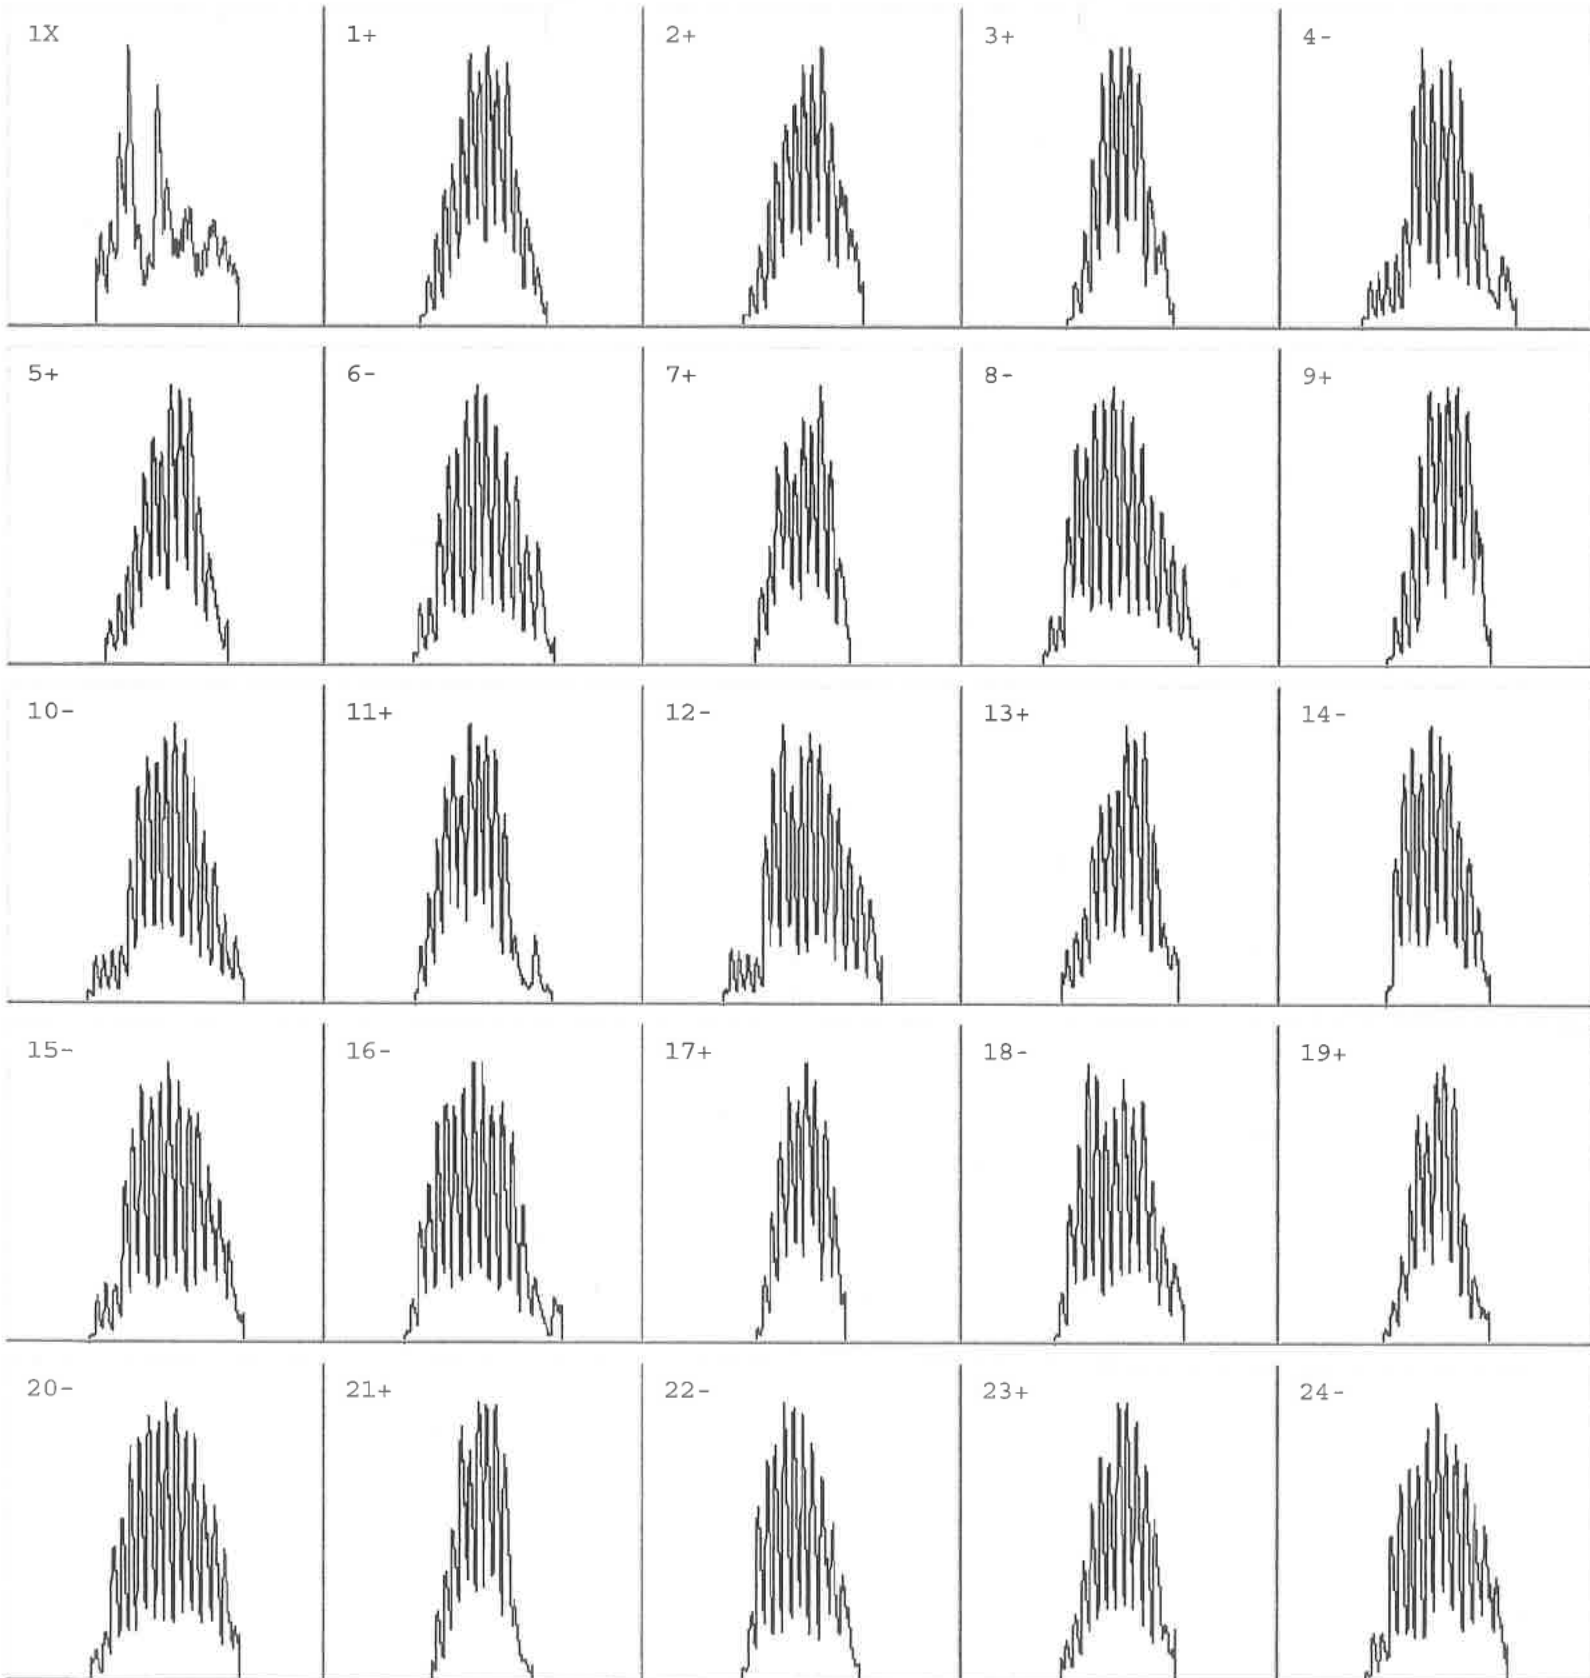 1X 1+ 2+ 3+ 4-
5+ 6- 7+ 8- 9+
10- 11+ 12- 13+ 14-
15- 16- 17+ 18- 19+
20- 21+ 22- 23+ 24-